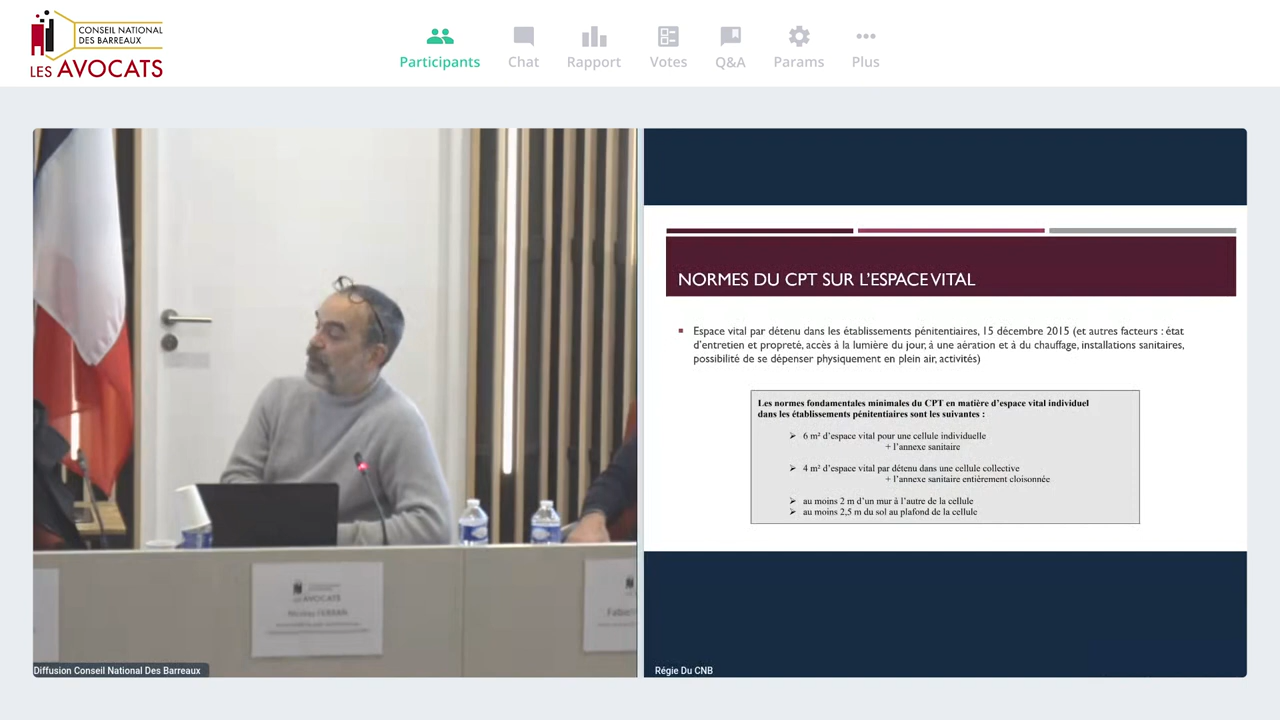 CONSEIL NATIONAL
DES BARREAUX
LES AVOCATS
Participants
Chat
Rapport
Votes
Q&A
Params
Plus
LES AVOCATS
Diffusion Conseil National Des Barreaux
NORMES DU CPT SUR L'ESPACE VITAL
Espace vital par détenu dans les établissements pénitentiaires, 15 décembre 2015 (et autres facteurs : état
d'entretien et propreté, accès à la lumière du jour, à une aération et à du chauffage, installations sanitaires,
possibilité de se dépenser physiquement en plein air, activités)
Les normes fondamentales minimales du CPT en matière d'espace vital individuel
dans les établissements pénitentiaires sont les suivantes :
➢ 6 m² d'espace vital pour une cellule individuelle
+ l'annexe sanitaire
➢ 4 m² d'espace vital par détenu dans une cellule collective
+ l'annexe sanitaire entièrement cloisonnée
➢ au moins 2 m d'un mur à l'autre de la cellule
➢ au moins 2,5 m du sol au plafond de la cellule
Régie Du CNB